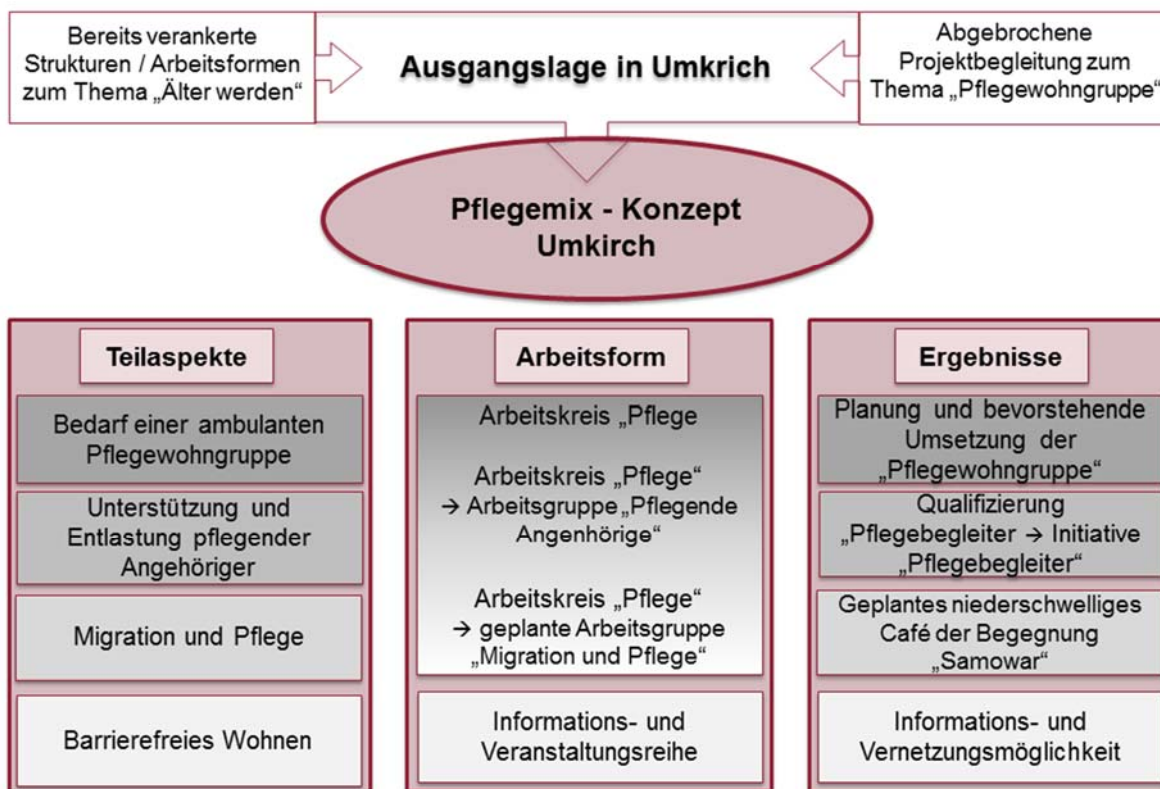 Bereits verankerte
Strukturen / Arbeitsformen
zum Thema „Älter werden“
Ausgangslage in Umkrich
Abgebrochene
Projektbegleitung zum
Thema „Pflegewohngruppe“
Pflegemix - Konzept
Umkirch
Teilaspekte
Bedarf einer ambulanten
Pflegewohngruppe
Unterstützung und
Entlastung pflegender
Angehöriger
Migration und Pflege
Barrierefreies Wohnen
Arbeitsform
Arbeitskreis „Pflege
Arbeitskreis „Pflege“
→ Arbeitsgruppe „Pflegende
Angenhörige“
Arbeitskreis „Pflege“
→ geplante Arbeitsgruppe
„Migration und Pflege“
Informations- und
Veranstaltungsreihe
Ergebnisse
Planung und bevorstehende
Umsetzung der
„Pflegewohngruppe“
Qualifizierung
„Pflegebegleiter → Initiative
„Pflegebegleiter“
Geplantes niederschwelliges
Café der Begegnung
„Samowar“
Informations- und
Vernetzungsmöglichkeit